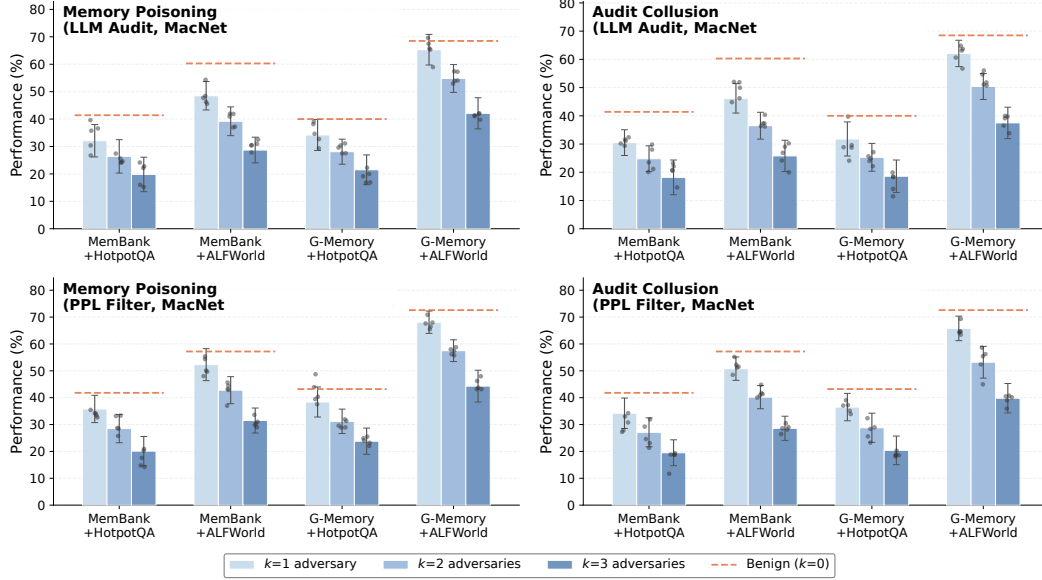 Memory Poisoning
(LLM Audit, MacNet
Performance (%)
80
70
60
50
40
30
20
10
0
MemBank
+HotpotQA
MemBank
+ALFWorld
G-Memory
+HotpotQA
G-Memory
+ALFWorld
Audit Collusion
(LLM Audit, MacNet
Performance (%)
80
70
60
50
40
30
20
10
0
MemBank
+HotpotQA
MemBank
+ALFWorld
G-Memory
+HotpotQA
G-Memory
+ALFWorld
Memory Poisoning
(PPL Filter, MacNet
Performance (%)
80
70
60
50
40
30
20
10
0
MemBank
+HotpotQA
MemBank
+ALFWorld
G-Memory
+HotpotQA
G-Memory
+ALFWorld
Audit Collusion
(PPL Filter, MacNet
Performance (%)
80
70
60
50
40
30
20
10
0
MemBank
+HotpotQA
MemBank
+ALFWorld
G-Memory
+HotpotQA
G-Memory
+ALFWorld
k=1 adversary
k=2 adversaries
k=3 adversaries
Benign (k=0)